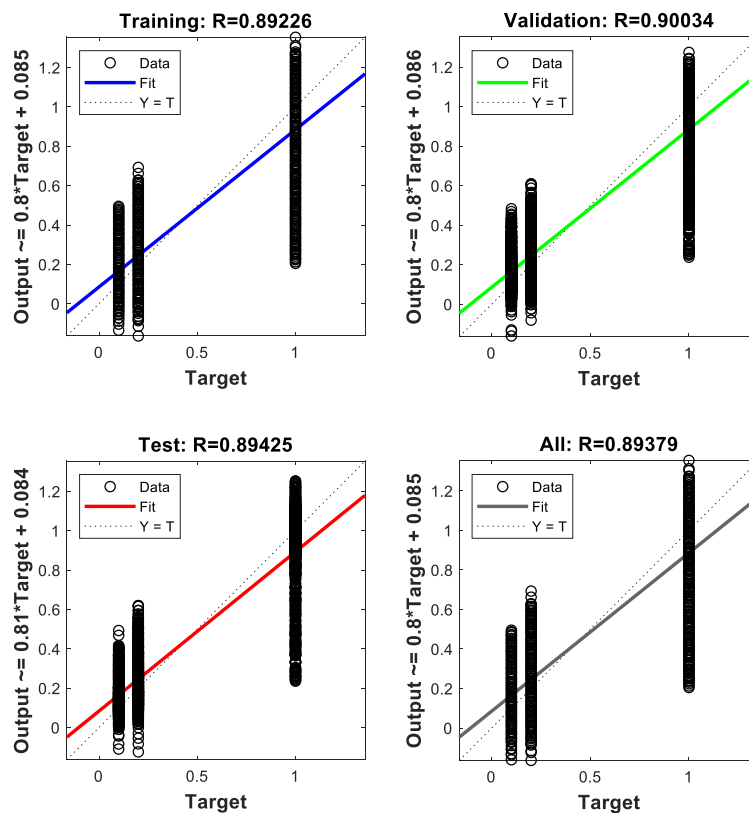 Training: R=0.89226
Output ~= 0.8*Target + 0.085
1.2
1
0.8
0.6
0.4
0.2
0
Data
Fit
Y = T
0
0.5
1
Target
Validation: R=0.90034
Output ~= 0.8*Target + 0.086
1.2
1
0.8
0.6
0.4
0.2
0
Data
Fit
Y = T
0
0.5
1
Target
Test: R=0.89425
Output ~= 0.81*Target + 0.084
1.2
1
0.8
0.6
0.4
0.2
0
Data
Fit
Y = T
0
0.5
1
Target
All: R=0.89379
Output ~= 0.8*Target + 0.085
1.2
1
0.8
0.6
0.4
0.2
0
Data
Fit
Y = T
0
0.5
1
Target